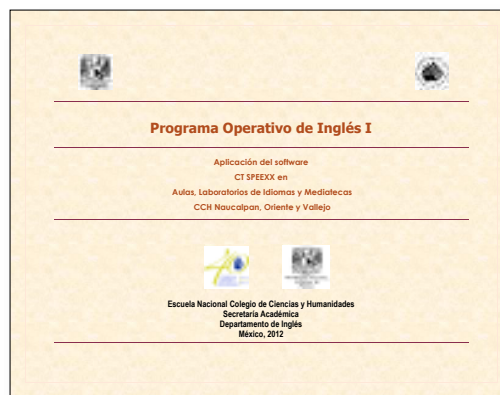 Programa Operativo de Inglés I
Aplicación del software
CT SPEEXX en
Aulas, Laboratorios de Idiomas y Mediatecas
CCH Naucalpan, Oriente y Vallejo
Escuela Nacional Colegio de Ciencias y Humanidades
Secretaría Académica
Departamento de Inglés
México, 2012